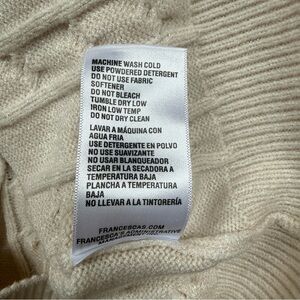 MACHINE WASH COLD
USE POWDERED DETERGENT
DO NOT USE FABRIC
SOFTENER
DO NOT BLEACH
TUMBLE DRY LOW
IRON LOW TEMP
DO NOT DRY CLEAN
LAVAR A MÁQUINA CON
AGUA FRIA
USE DETERGENTE EN POLVO
NO USE SUAVIZANTE
NO USAR BLANQUEADOR
SECAR EN LA SECADORA A
TEMPERATURA BAJA
PLANCHA A TEMPERATURA
BAJA
NO LLEVAR A LA TINTORERÍA
FRANCESCAS.COM
FRANCESCA'S ADMINISTRATIVE